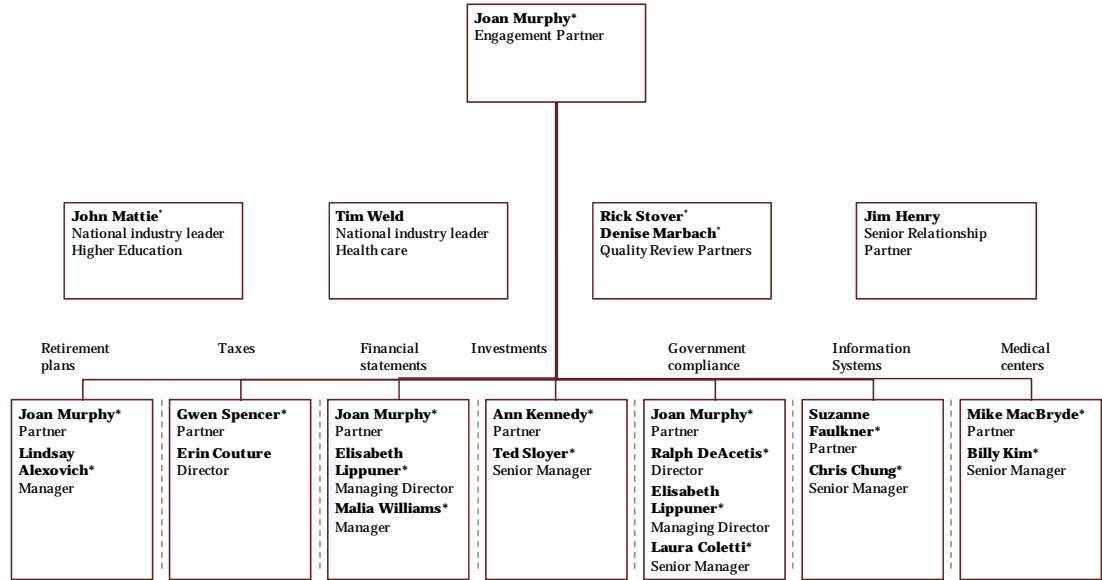 Joan Murphy*
Engagement Partner
John Mattie*
National industry leader
Higher Education
Tim Weld
National industry leader
Health care
Rick Stover*
Denise Marbach*
Quality Review Partners
Jim Henry
Senior Relationship
Partner
Retirement
plans
Taxes
Financial
statements
Investments
Government
compliance
Information
Systems
Medical
centers
Joan Murphy*
Partner
Lindsay
Alexovich*
Manager
Gwen Spencer*
Partner
Erin Couture
Director
Joan Murphy*
Partner
Elisabeth
Lippuner*
Managing Director
Malia Williams*
Manager
Ann Kennedy*
Partner
Ted Sloyer*
Senior Manager
Joan Murphy*
Partner
Ralph DeAcetis*
Director
Elisabeth
Lippuner*
Managing Director
Laura Coletti*
Senior Manager
Suzanne
Faulkner*
Partner
Chris Chung*
Senior Manager
Mike MacBryde*
Partner
Billy Kim*
Senior Manager